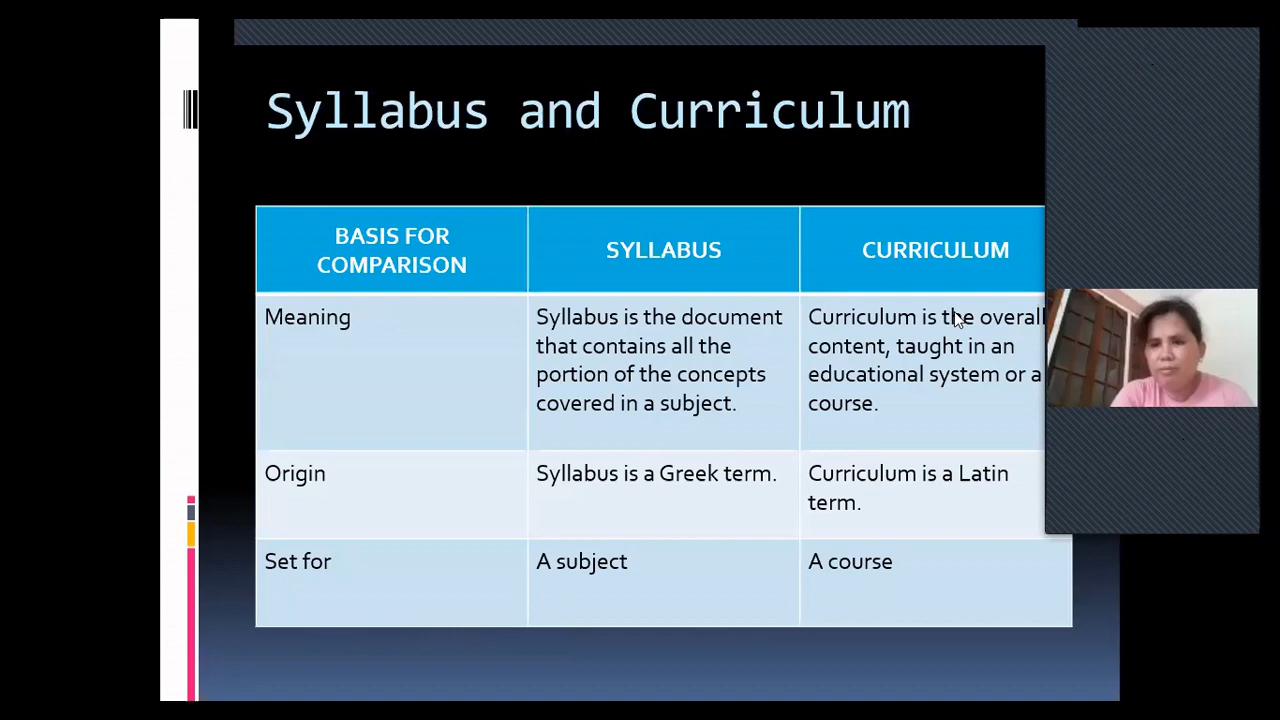 Syllabus and Curriculum
BASIS FOR
COMPARISON
SYLLABUS
CURRICULUM
Meaning
Syllabus is the document
that contains all the
portion of the concepts
covered in a subject.
Curriculum is the overall
content, taught in an
educational system or a
course.
Origin
Syllabus is a Greek term.
Curriculum is a Latin
term.
Set for
A subject
A course